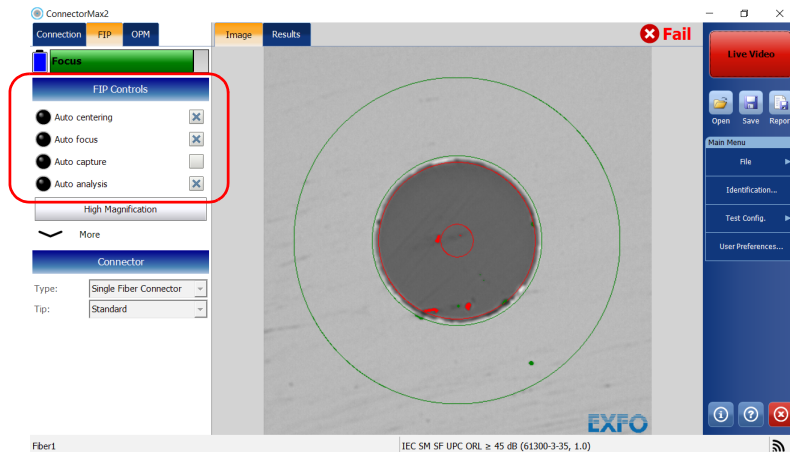 ConnectorMax2
Connection FIP OPM
Image Results
Fail
Focus
FIP Controls
Auto centering
Auto focus
Auto capture
Auto analysis
High Magnification
More
Connector
Type: Single Fiber Connector
Tip: Standard
Live Video
Open Save Repor
Main Menu
File
Identification...
Test Config.
User Preferences...
EXFO
Fiber1
IEC SM SF UPC ORL ≥ 45 dB (61300-3-35, 1.0)